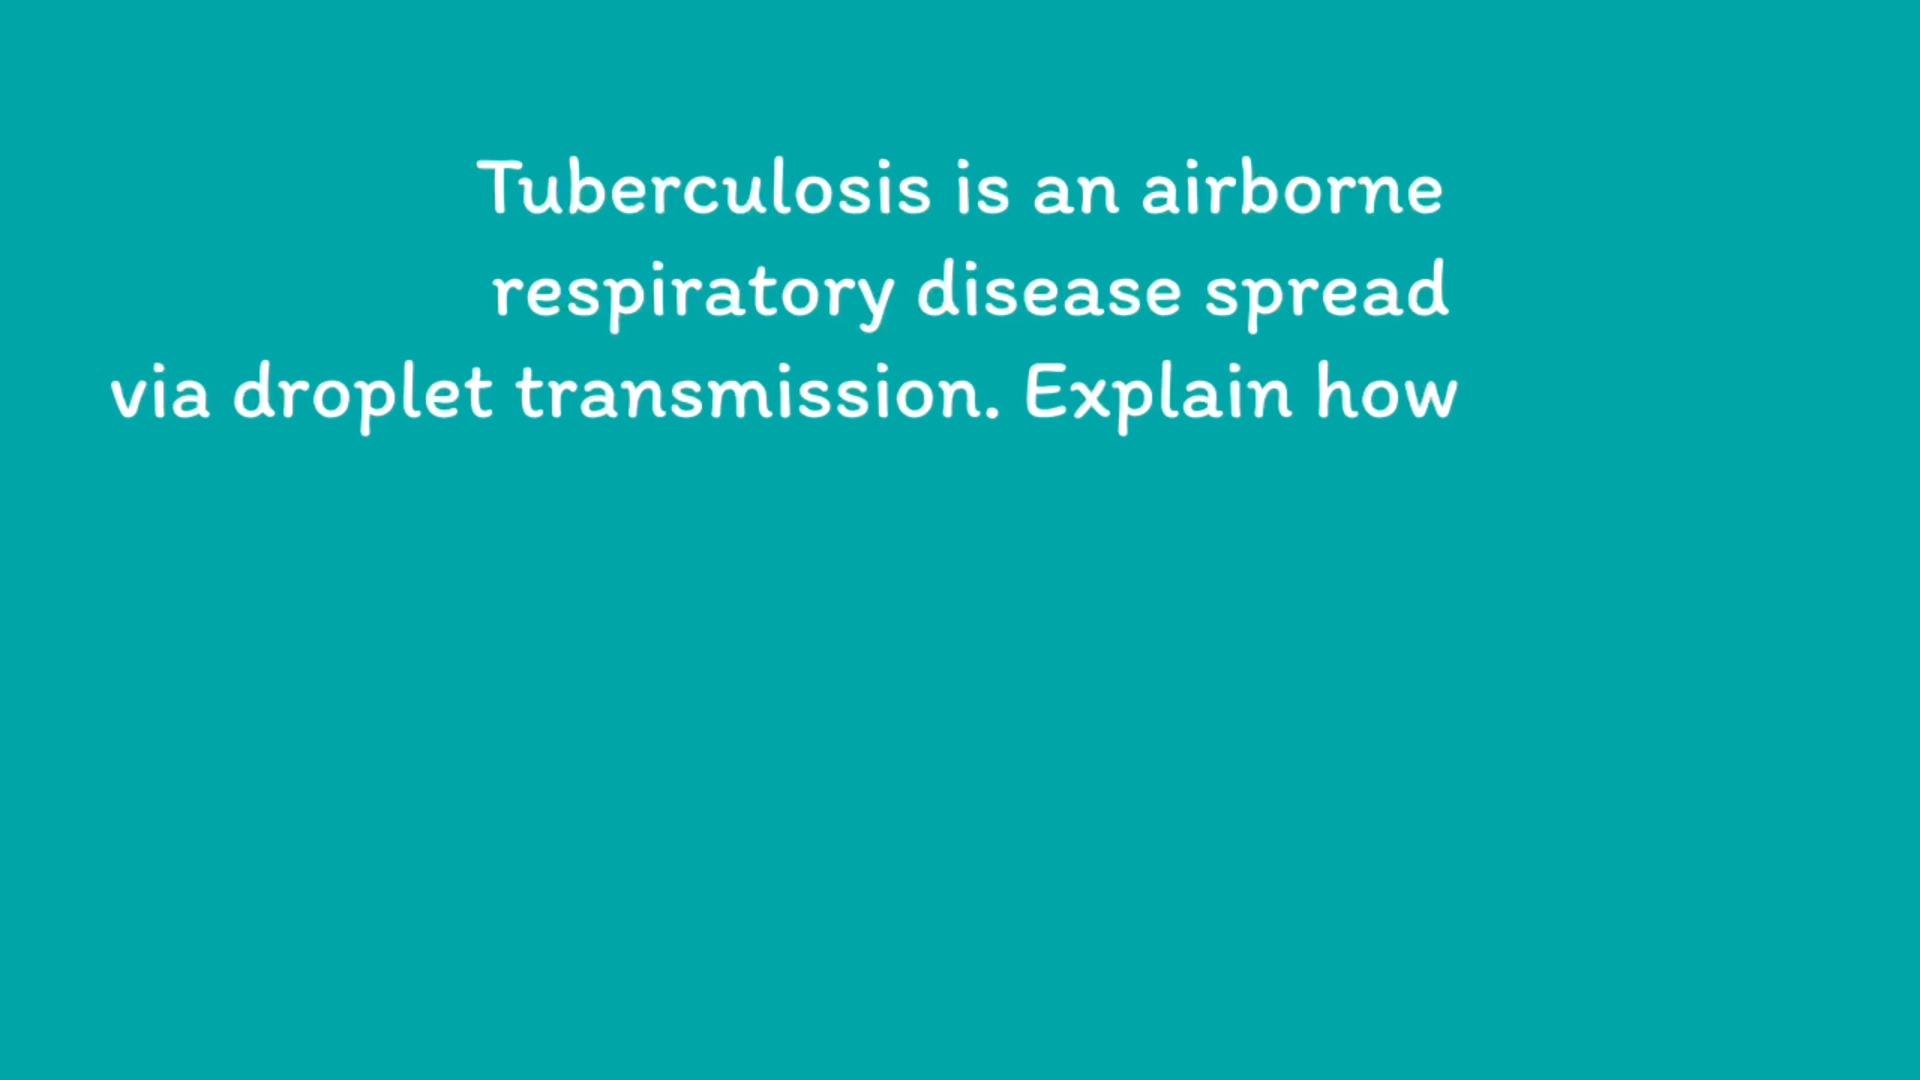 Tuberculosis is an airborne
respiratory disease spread
via droplet transmission. Explain how